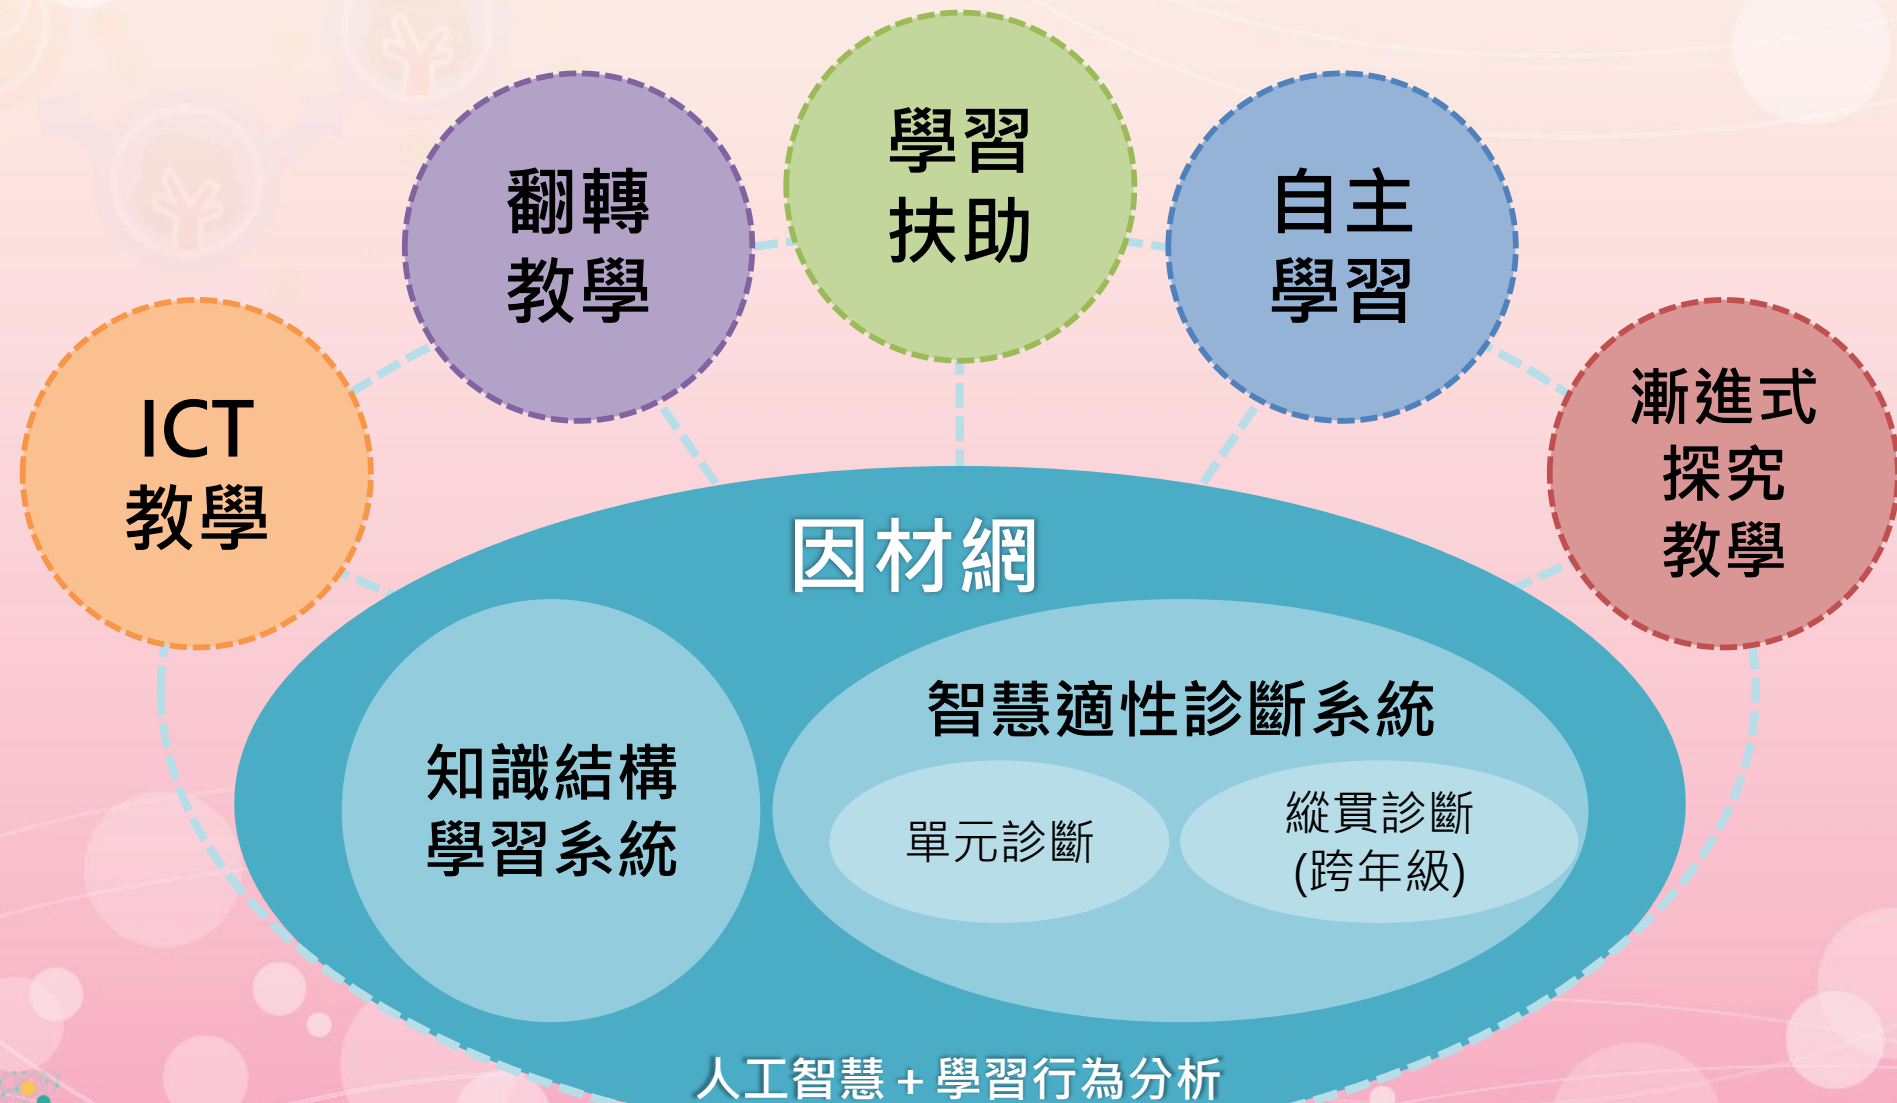 ICT
教學
翻轉
教學
學習
扶助
自主
學習
漸進式
探究
教學
因材網
知識結構
學習系統
智慧適性診斷系統
單元診斷
縱貫診斷
(跨年級)
人工智慧 + 學習行為分析